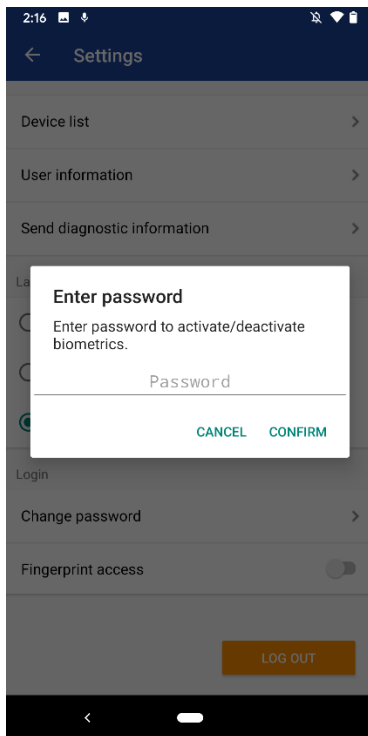 2:16
Settings
Device list
User information
Send diagnostic information
La
Enter password
Enter password to activate/deactivate
biometrics.
Password
CANCEL CONFIRM
Login
Change password
Fingerprint access
LOG OUT